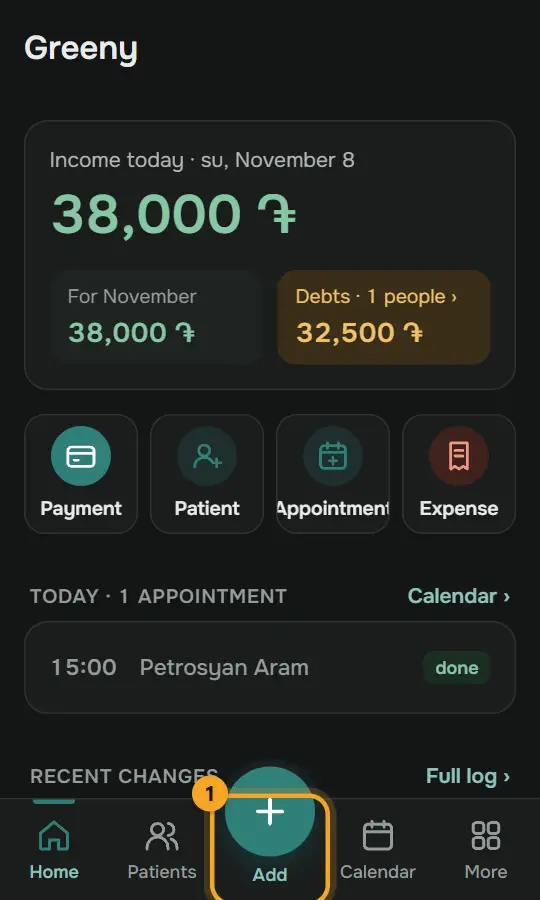 Greeny
Income today · su, November 8
38,000 ֏
For November
38,000 ֏
Debts · 1 people ›
32,500 ֏
Payment
Patient
Appointment
Expense
TODAY · 1 APPOINTMENT
Calendar ›
15:00 Petrosyan Aram
done
RECENT CHANGES
Full log ›
1
Home
Patients
Add
Calendar
More